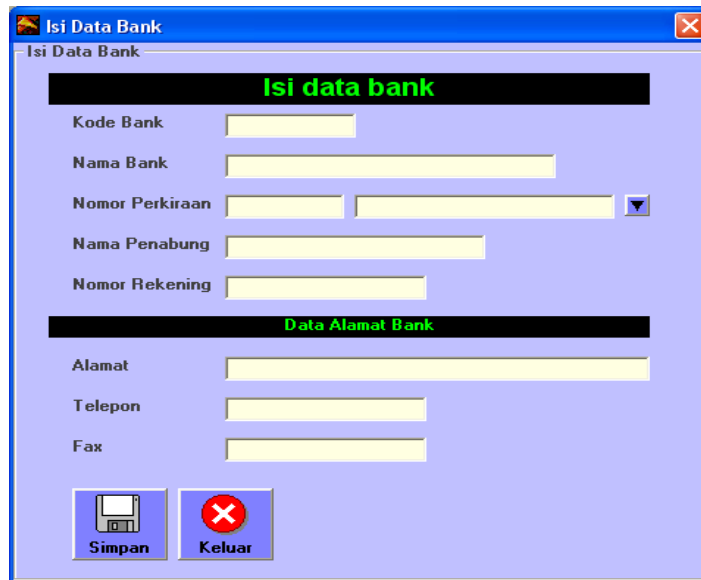 Isi Data Bank
Isi Data Bank
Isi data bank
Kode Bank
Nama Bank
Nomor Perkiraan
Nama Penabung
Nomor Rekening
Data Alamat Bank
Alamat
Telepon
Fax
Simpan Keluar